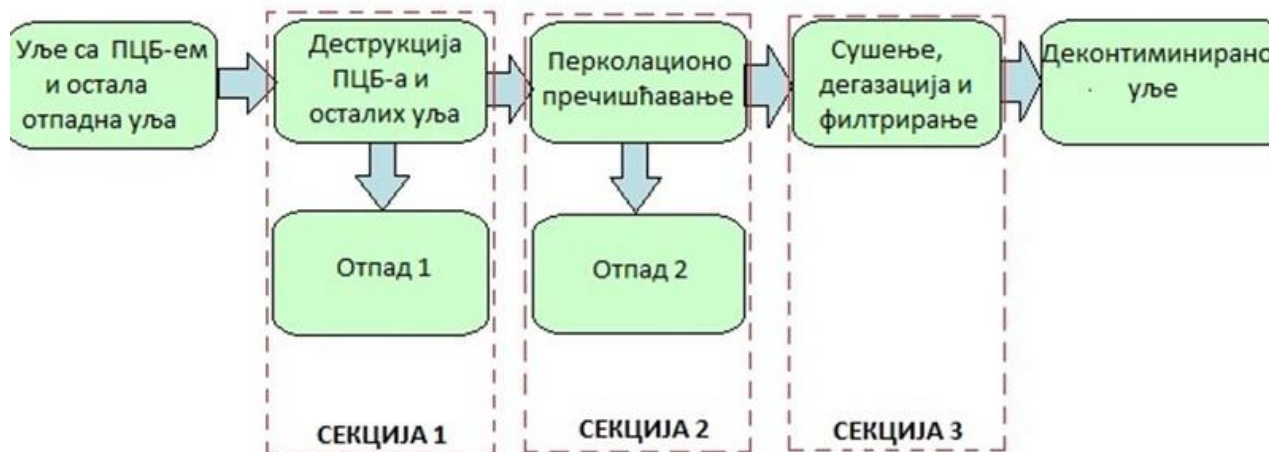 Уље са ПЦБ-ем
и остала
отпадна уља
Деструкција
ПЦБ-а и
осталих уља
Перколационо
пречишћавање
Сушење,
дегазација и
филтрирање
Деконтиминирано
уље
Отпад 1
Отпад 2
СЕКЦИЈА 1
СЕКЦИЈА 2
СЕКЦИЈА 3